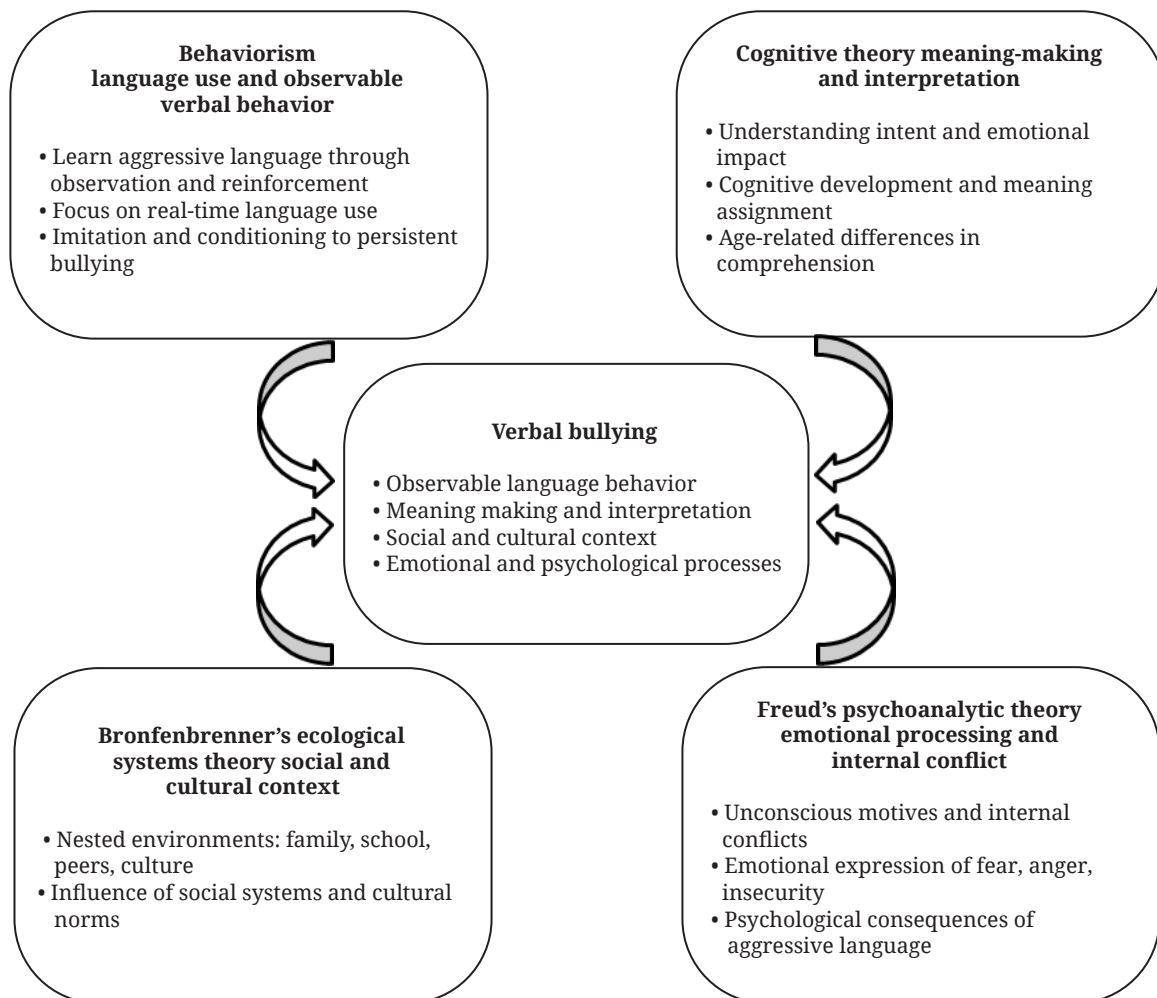 Behaviorism
language use and observable
verbal behavior
• Learn aggressive language through
observation and reinforcement
• Focus on real-time language use
• Imitation and conditioning to persistent
bullying
Cognitive theory meaning-making
and interpretation
• Understanding intent and emotional
impact
• Cognitive development and meaning
assignment
• Age-related differences in
comprehension
Verbal bullying
• Observable language behavior
• Meaning making and interpretation
• Social and cultural context
• Emotional and psychological processes
Bronfenbrenner’s ecological
systems theory social and
cultural context
• Nested environments: family, school,
peers, culture
• Influence of social systems and cultural
norms
Freud’s psychoanalytic theory
emotional processing and
internal conflict
• Unconscious motives and internal
conflicts
• Emotional expression of fear, anger,
insecurity
• Psychological consequences of
aggressive language